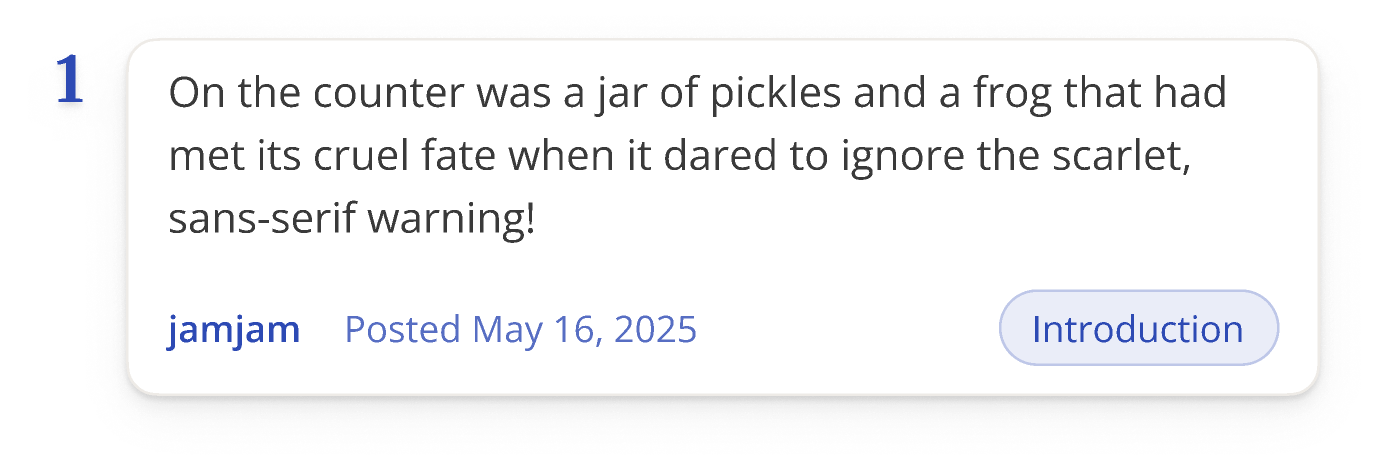 1
On the counter was a jar of pickles and a frog that had
met its cruel fate when it dared to ignore the scarlet,
sans-serif warning!
jamjam Posted May 16, 2025 Introduction